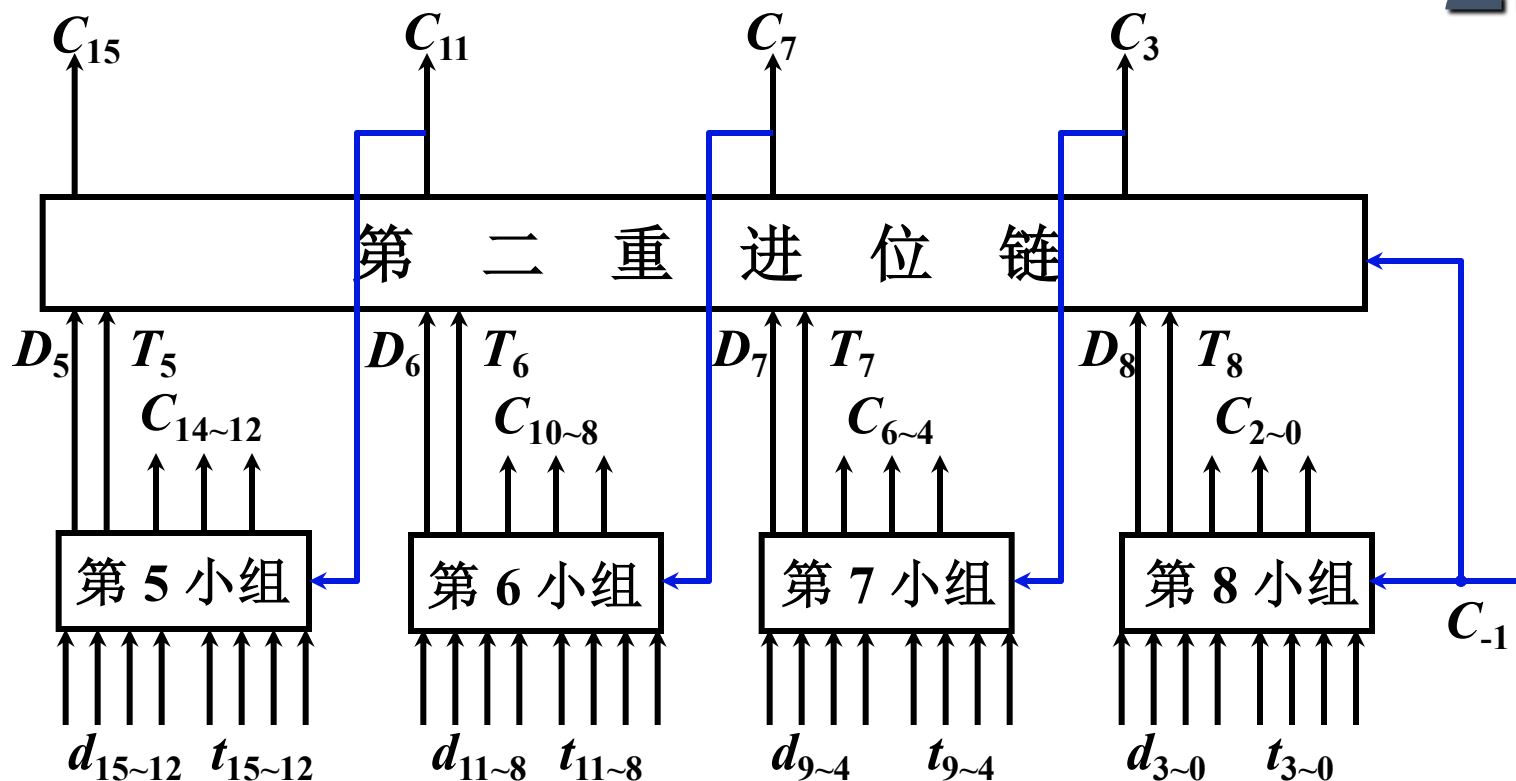 C15 C11 C7 C3
第二重进位链
D5 T5 D6 T6 D7 T7 D8 T8
C14~12 C10~8 C6~4 C2~0
第 5 小组 第 6 小组 第 7 小组 第 8 小组
C-1
d15~12 t15~12 d11~8 t11~8 d9~4 t9~4 d3~0 t3~0